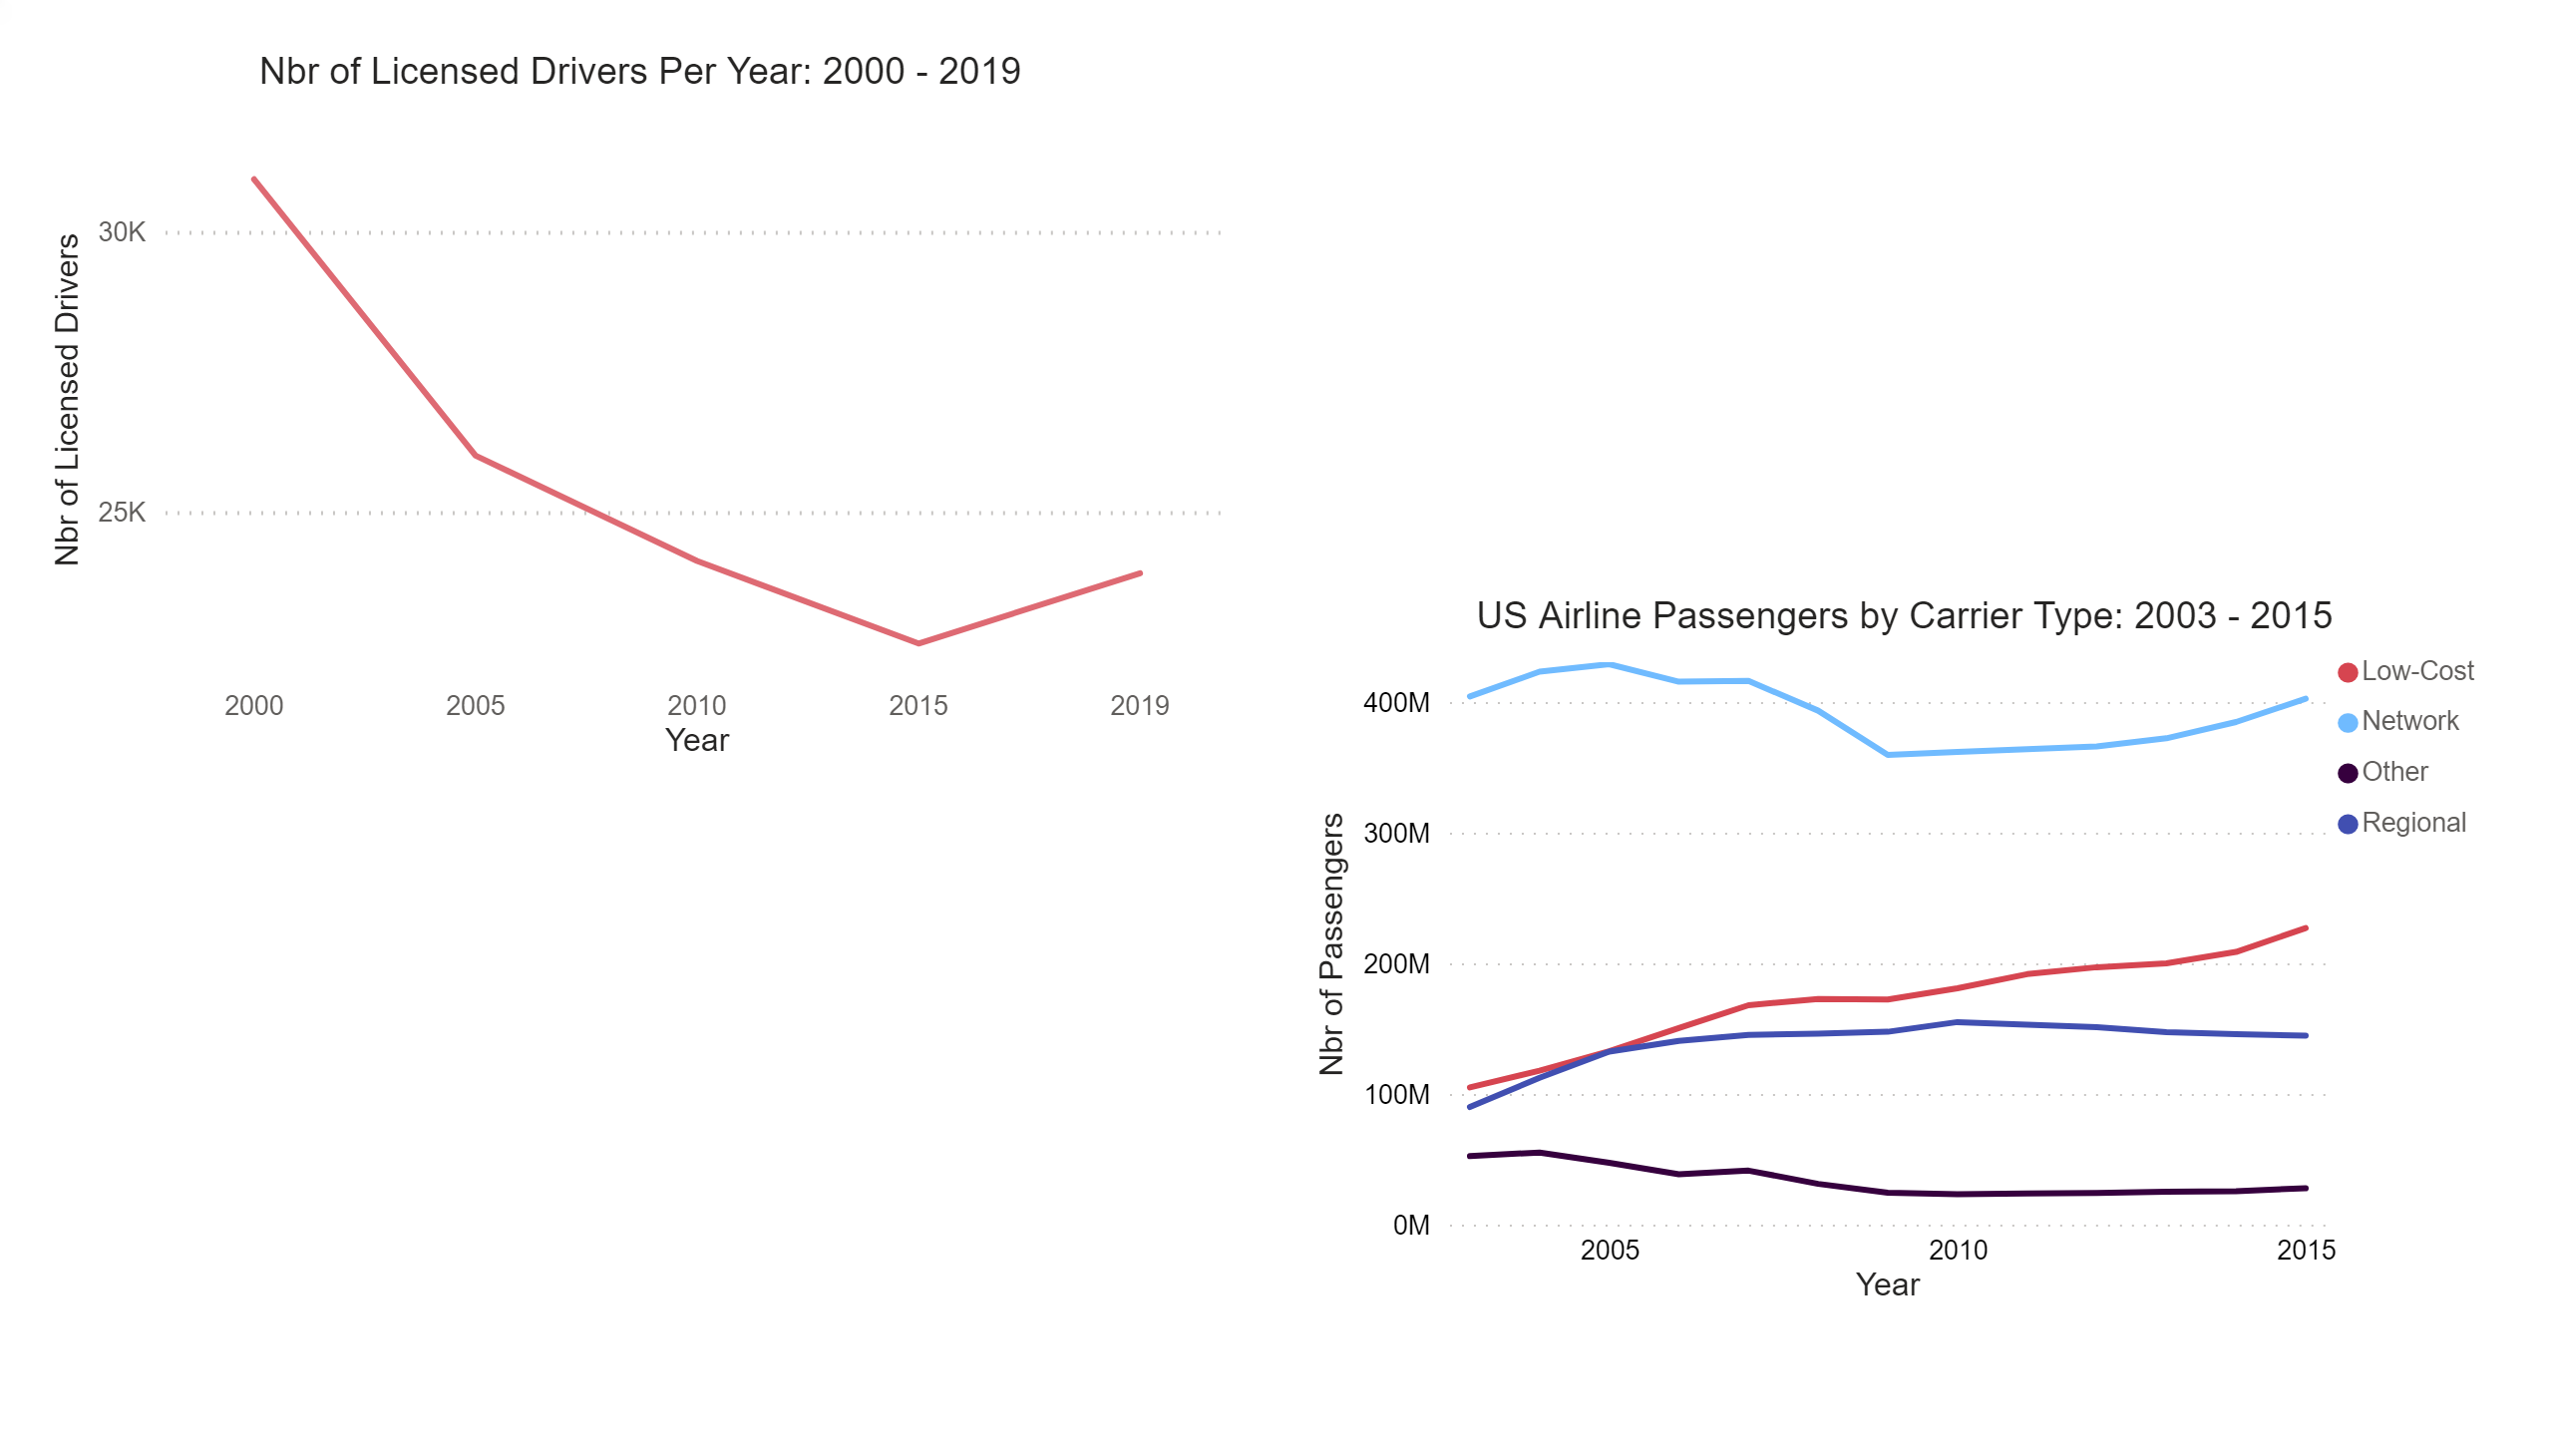 Nbr of Licensed Drivers Per Year: 2000 - 2019
Nbr of Licensed Drivers
30K
25K
2000 2005 2010 2015 2019
Year
US Airline Passengers by Carrier Type: 2003 - 2015
Low-Cost
Network
Other
Regional
Nbr of Passengers
400M
300M
200M
100M
0M
2005 2010 2015
Year